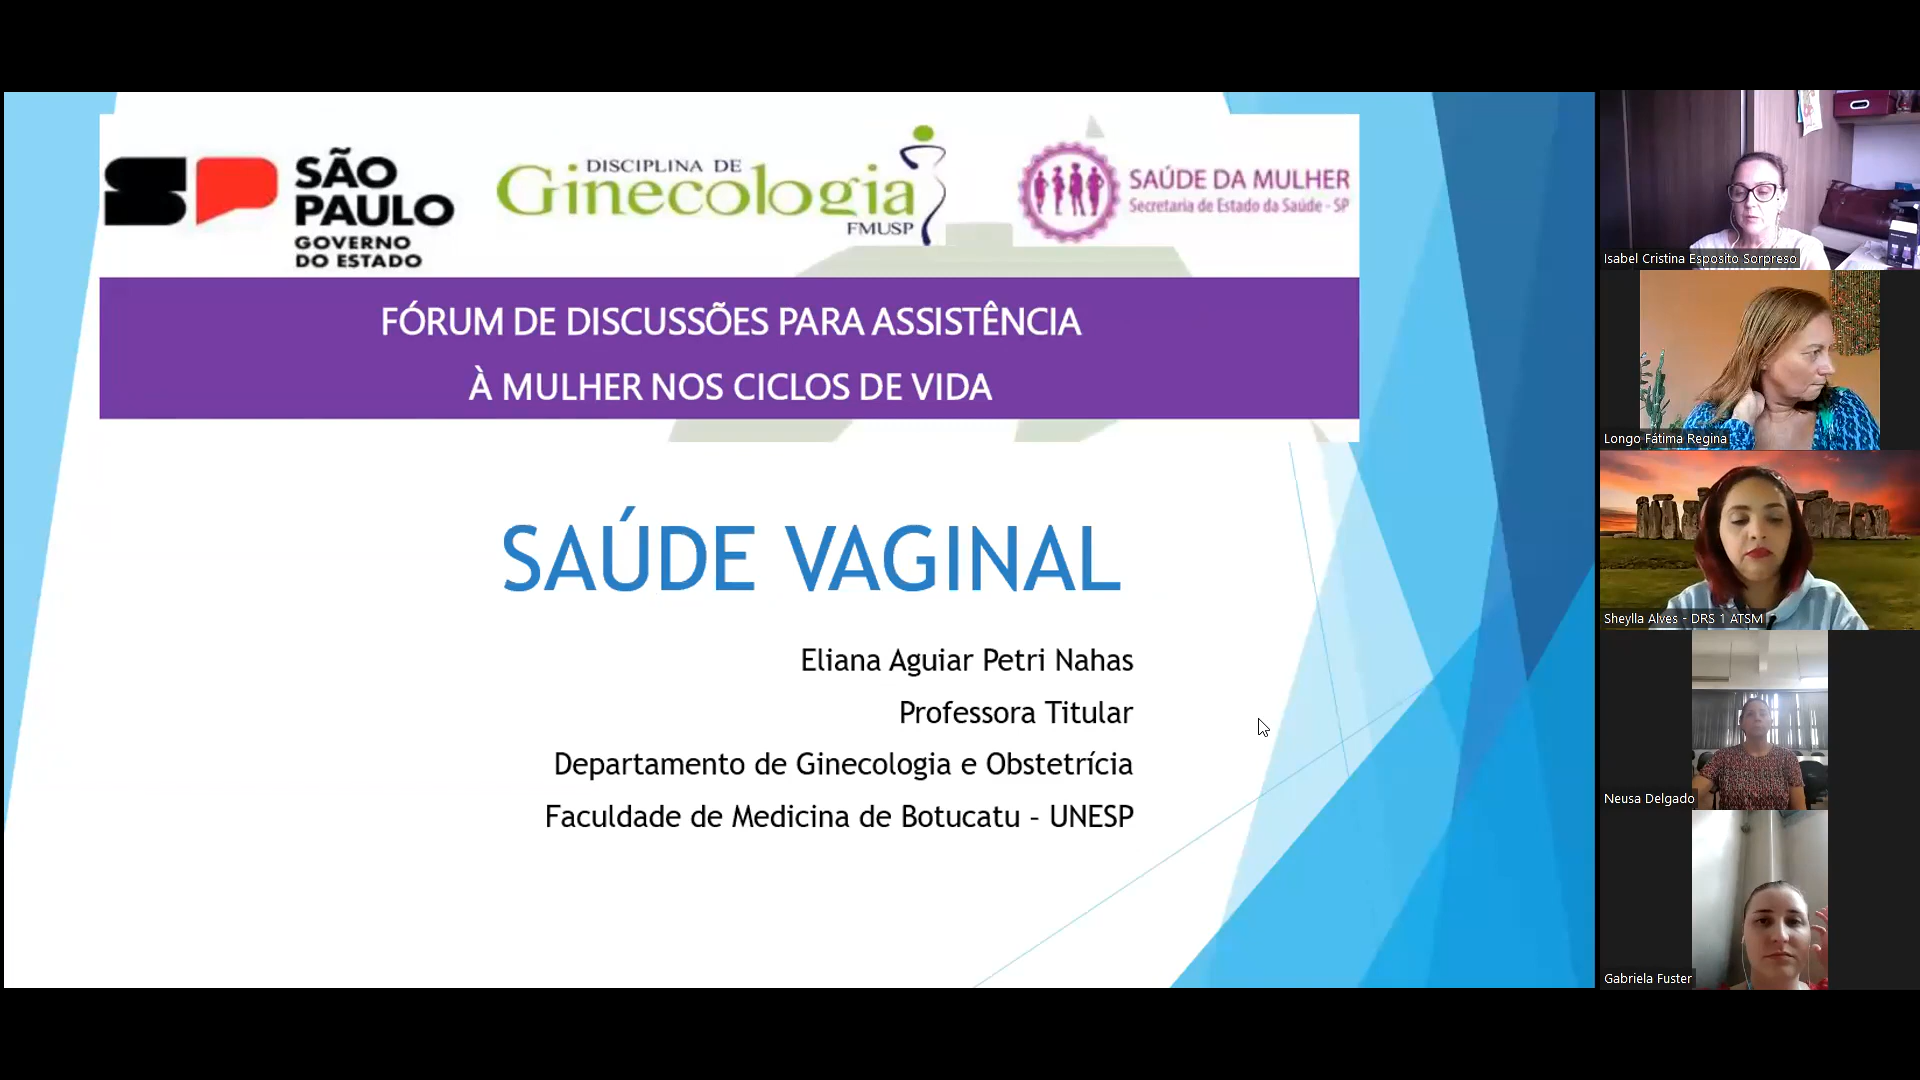 SP
SÃO
PAULO
GOVERNO
DO ESTADO
DISCIPLINA DE
Ginecologia
FMUSP
SAÚDE DA MULHER
Secretaria de Estado da Saúde - SP
FÓRUM DE DISCUSSÕES PARA ASSISTÊNCIA
À MULHER NOS CICLOS DE VIDA
SAÚDE VAGINAL
Eliana Aguiar Petri Nahas
Professora Titular
Departamento de Ginecologia e Obstetrícia
Faculdade de Medicina de Botucatu – UNESP
Isabel Cristina Esposito Sorpreso
Longo Fátima Regina
Sheylla Alves - DRS 1 ATSM
Neusa Delgado
Gabriela Fuster